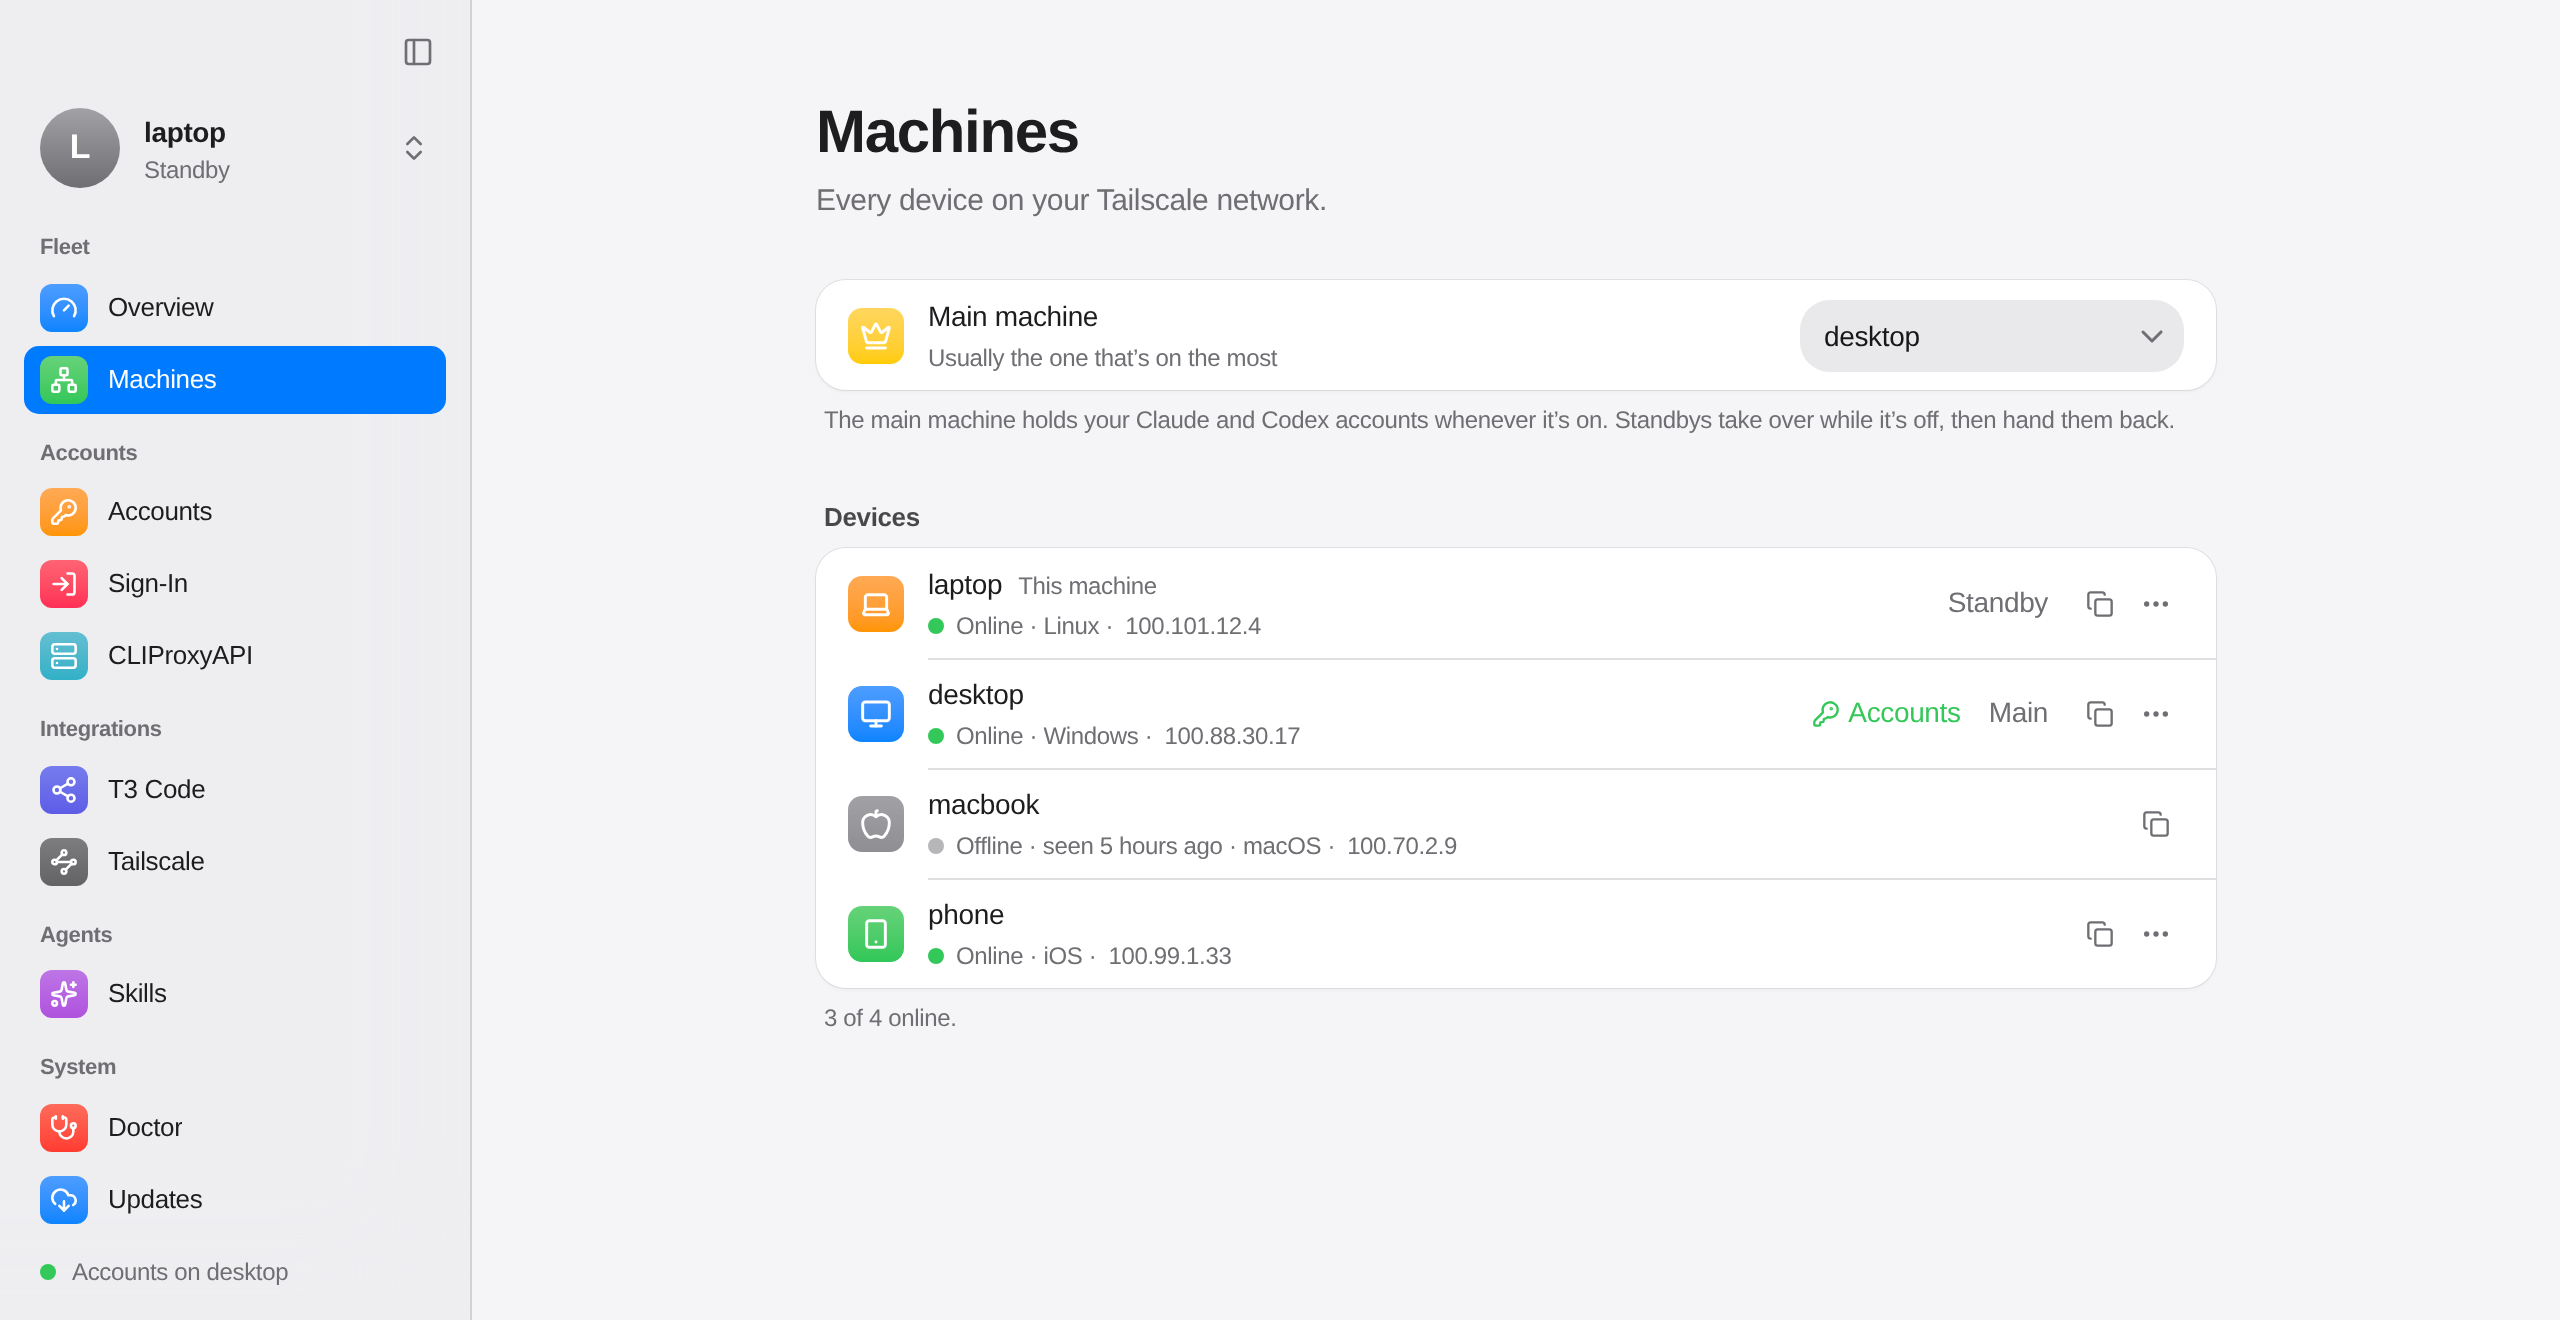 L
laptop
Standby
Fleet
Overview
Machines
Accounts
Accounts
Sign-In
CLIProxyAPI
Integrations
T3 Code
Tailscale
Agents
Skills
System
Doctor
Updates
Accounts on desktop
Machines
Every device on your Tailscale network.
Main machine
Usually the one that’s on the most
desktop
The main machine holds your Claude and Codex accounts whenever it’s on. Standbys take over while it’s off, then hand them back.
Devices
laptop This machine
Online · Linux · 100.101.12.4
Standby
desktop
Online · Windows · 100.88.30.17
Accounts Main
macbook
Offline · seen 5 hours ago · macOS · 100.70.2.9
phone
Online · iOS · 100.99.1.33
3 of 4 online.